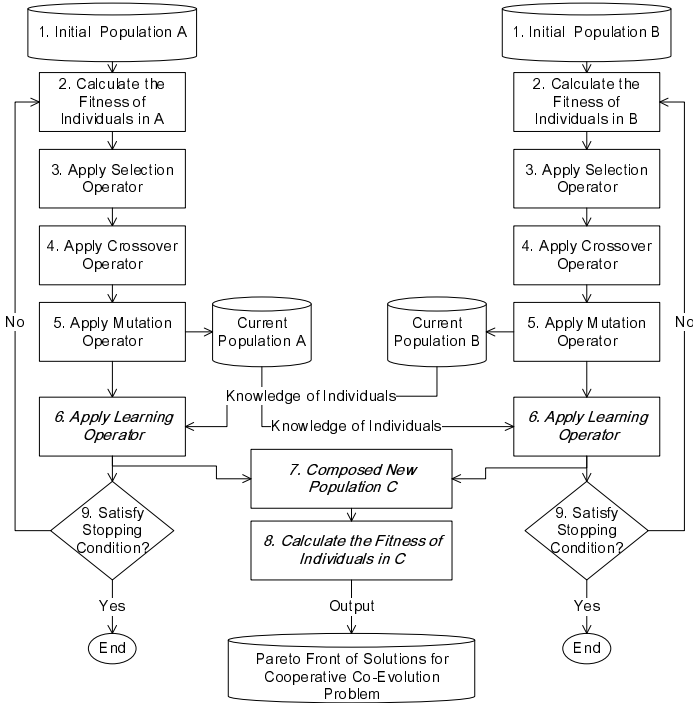 1. Initial Population A
1. Initial Population B
2. Calculate the
Fitness of
Individuals in A
2. Calculate the
Fitness of
Individuals in B
3. Apply Selection
Operator
3. Apply Selection
Operator
4. Apply Crossover
Operator
4. Apply Crossover
Operator
No
5. Apply Mutation
Operator
Current
Population A
Current
Population B
5. Apply Mutation
Operator
No
Knowledge of Individuals
6. Apply Learning
Operator
Knowledge of Individuals
6. Apply Learning
Operator
7. Composed New
Population C
9. Satisfy
Stopping
Condition?
8. Calculate the Fitness of
Individuals in C
9. Satisfy
Stopping
Condition?
Yes
Output
Yes
End
Pareto Front of Solutions for
Cooperative Co-Evolution
Problem
End